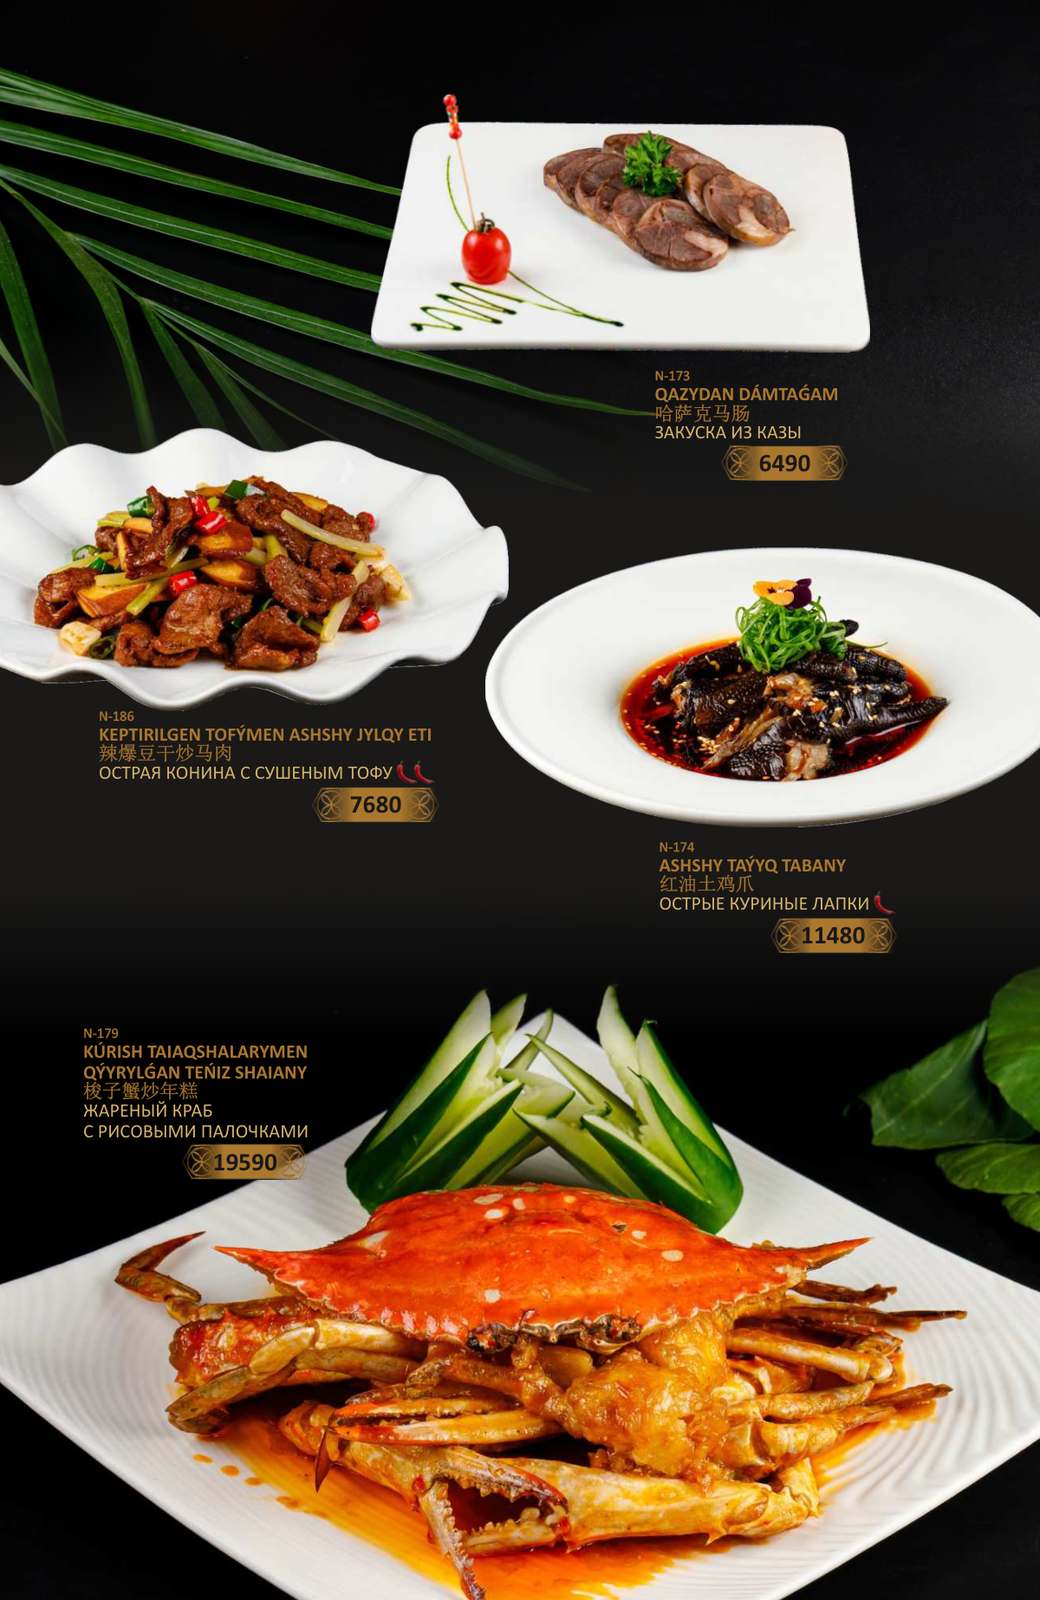 N-173
QAZYDAN DÁMTAǴAM
哈萨克马肠
ЗАКУСКА ИЗ КАЗЫ
6490
N-186
KEPTIRILGEN TOFÝMEN ASHSHY JYLQY ETI
辣爆豆干炒马肉
ОСТРАЯ КОНИНА С СУШЕНЫМ ТОФУ
7680
N-174
ASHSHY TAÝYQ TABANY
红油土鸡爪
ОСТРЫЕ КУРИНЫЕ ЛАПКИ
11480
N-179
KÚRISH TAIAQSHALARYMEN
QÝYRYLǴAN TEŃIZ SHAIANY
梭子蟹炒年糕
ЖАРЕНЫЙ КРАБ
С РИСОВЫМИ ПАЛОЧКАМИ
19590